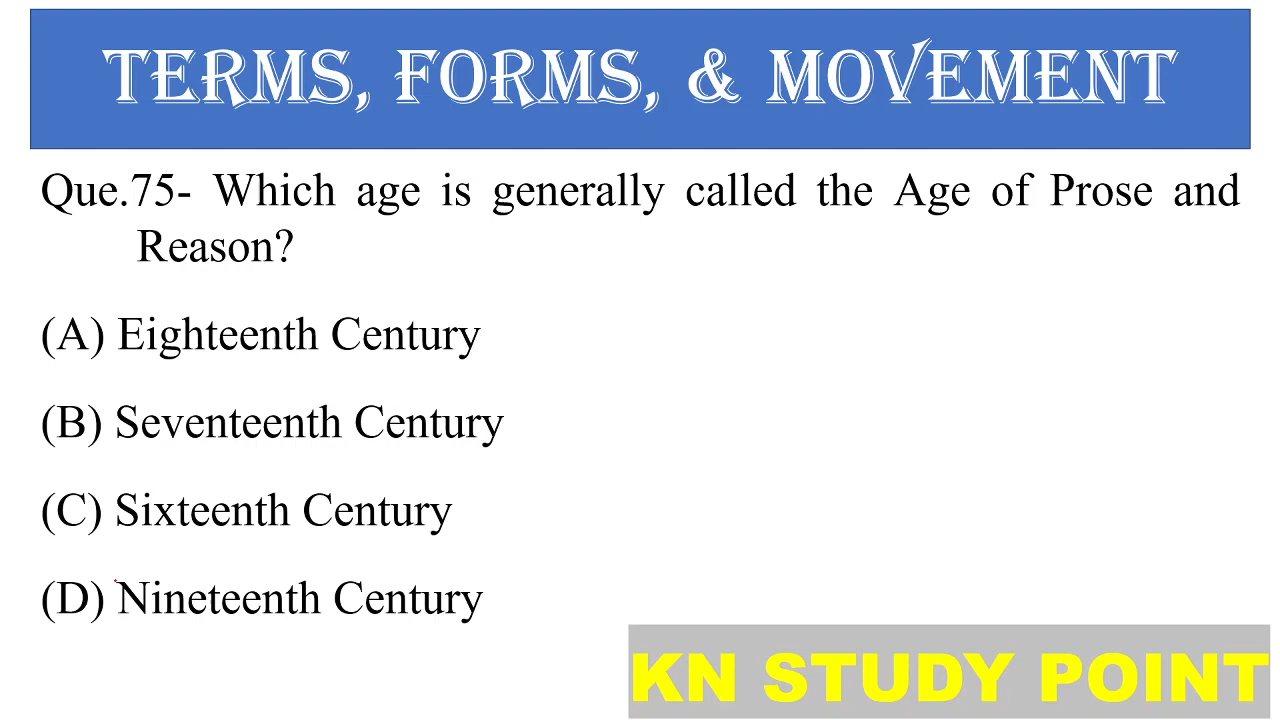 TERMS, FORMS, & MOVEMENT
Que.75- Which age is generally called the Age of Prose and
Reason?
(A) Eighteenth Century
(B) Seventeenth Century
(C) Sixteenth Century
(D) Nineteenth Century
KN STUDY POINT